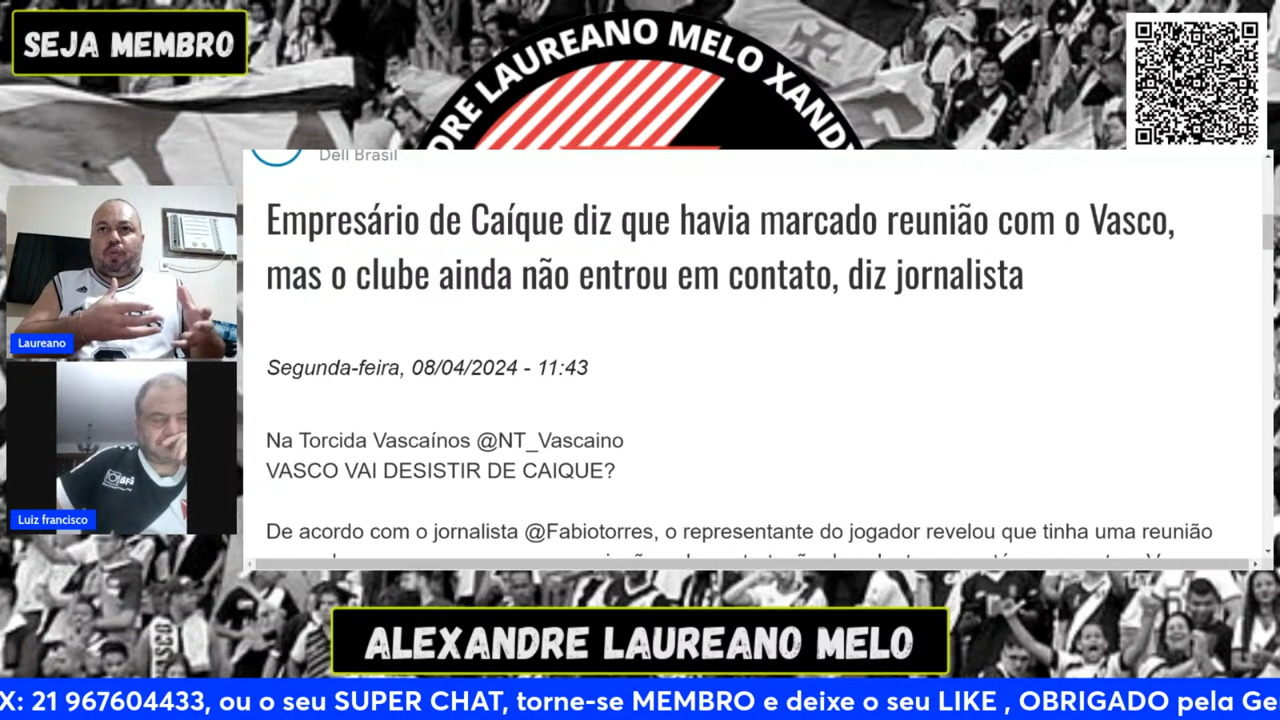 SEJA MEMBRO
DRE LAUREANO MELO XAND
Dell Brasil
Empresário de Caíque diz que havia marcado reunião com o Vasco,
mas o clube ainda não entrou em contato, diz jornalista
Segunda-feira, 08/04/2024 - 11:43
Na Torcida Vascaínos @NT_Vascaino
VASCO VAI DESISTIR DE CAIQUE?
De acordo com o jornalista @Fabiotorres, o representante do jogador revelou que tinha uma reunião
Laureano
Luiz francisco
ALEXANDRE LAUREANO MELO
X: 21 967604433, ou o seu SUPER CHAT, torne-se MEMBRO e deixe o seu LIKE , OBRIGADO pela Ge